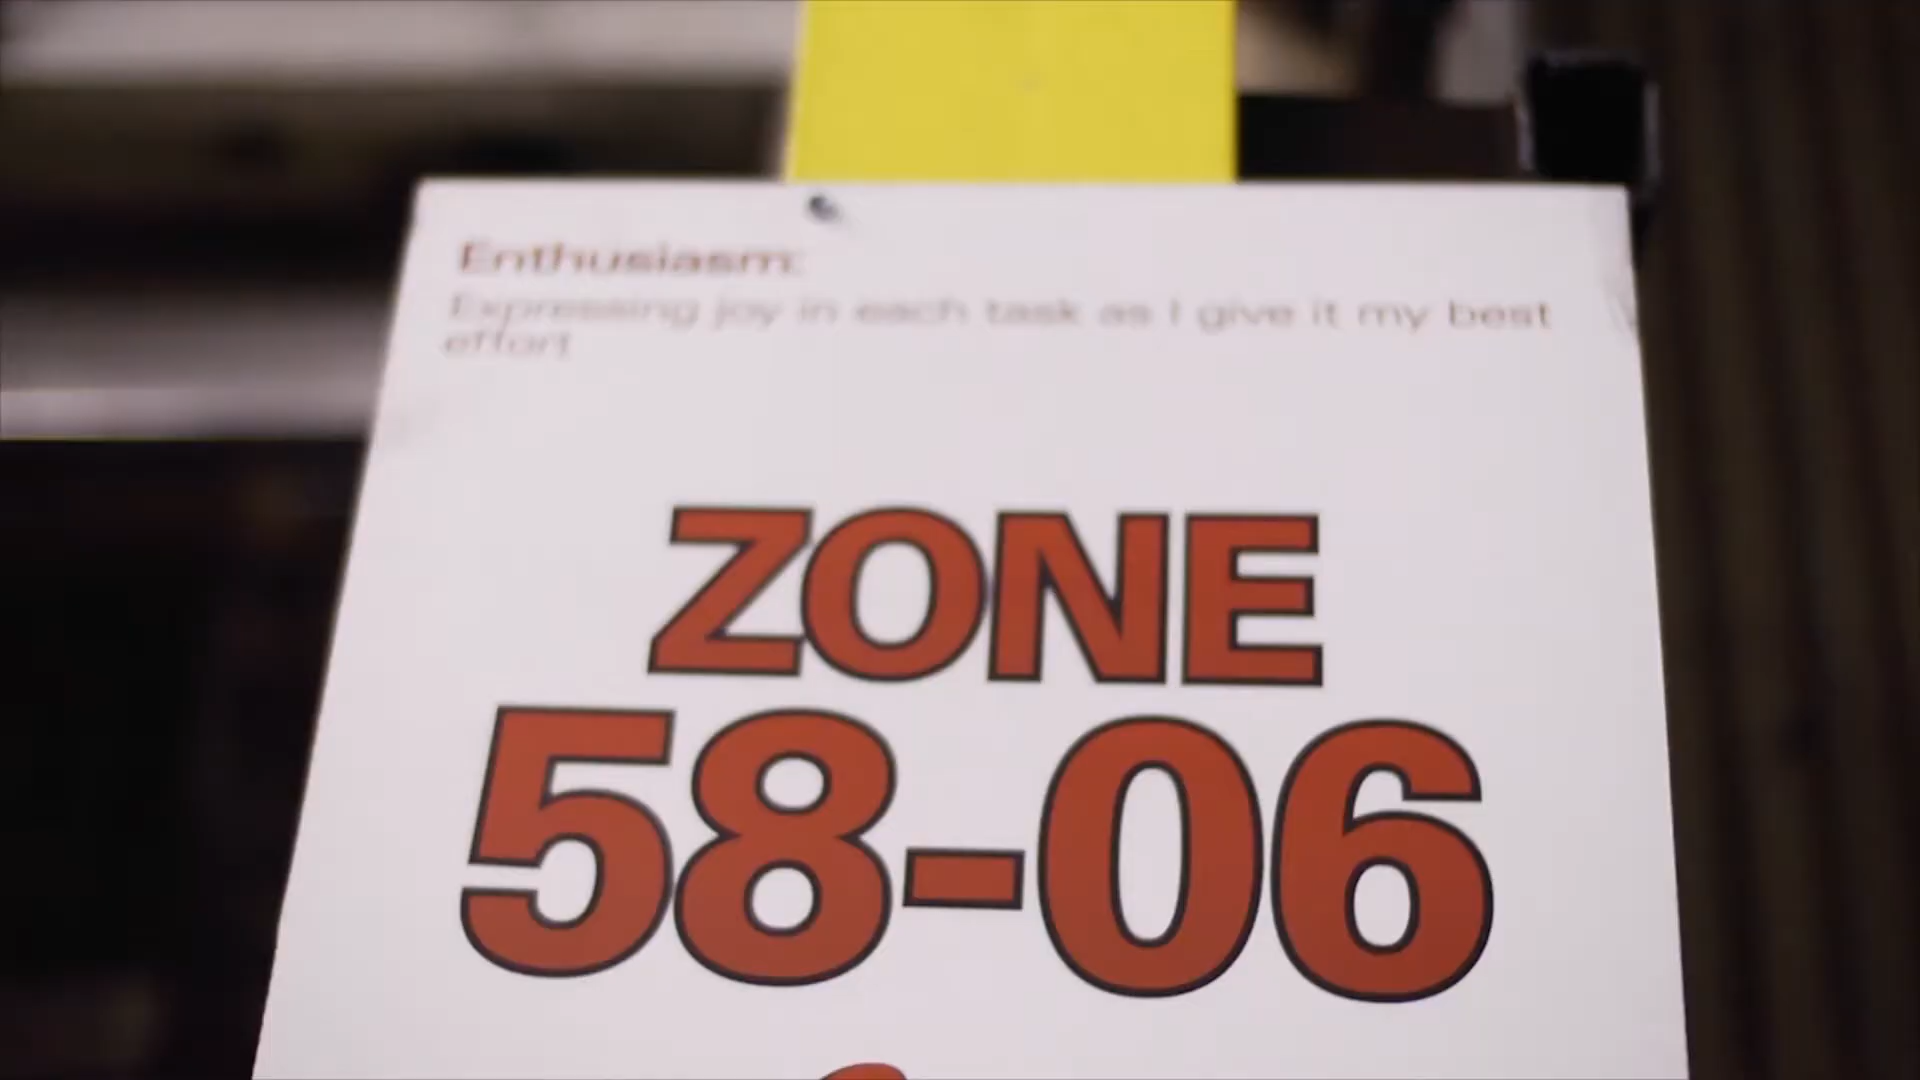 Enthusiasm:
Expressing joy in each task as I give it my best
effort
ZONE
58-06